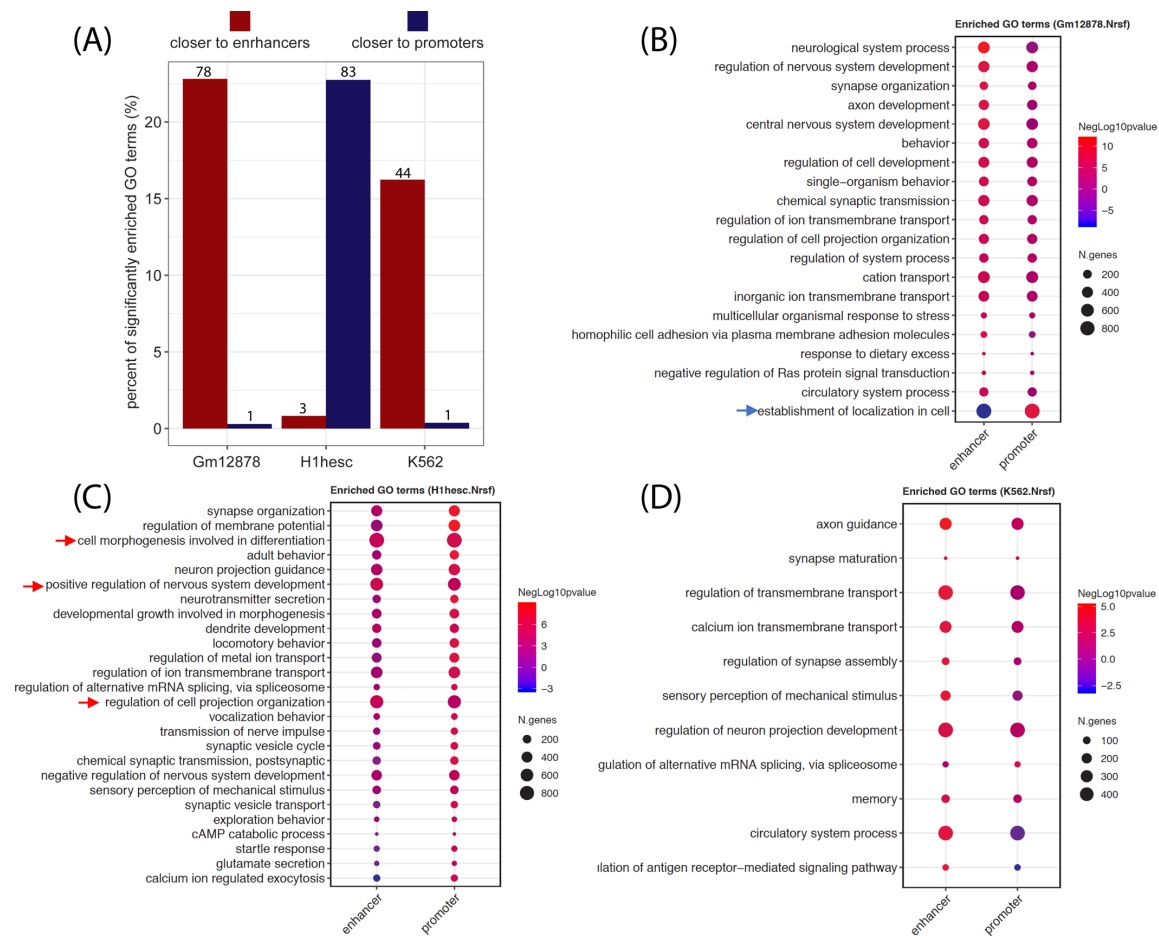 (A)
closer to enrhancers
closer to promoters
percent of significantly enriched GO terms (%)
20
15
10
5
0
78
1
3
83
44
1
Gm12878
H1hesc
K562
(B)
Enriched GO terms (Gm12878.Nrsf)
neurological system process
regulation of nervous system development
synapse organization
axon development
central nervous system development
behavior
regulation of cell development
single−organism behavior
chemical synaptic transmission
regulation of ion transmembrane transport
regulation of cell projection organization
regulation of system process
cation transport
inorganic ion transmembrane transport
multicellular organismal response to stress
homophilic cell adhesion via plasma membrane adhesion molecules
response to dietary excess
negative regulation of Ras protein signal transduction
circulatory system process
establishment of localization in cell
enhancer
promoter
NegLog10pvalue
10
5
0
−5
N.genes
200
400
600
800
(C)
Enriched GO terms (H1hesc.Nrsf)
synapse organization
regulation of membrane potential
cell morphogenesis involved in differentiation
adult behavior
neuron projection guidance
positive regulation of nervous system development
neurotransmitter secretion
developmental growth involved in morphogenesis
dendrite development
locomotory behavior
regulation of metal ion transport
regulation of ion transmembrane transport
regulation of alternative mRNA splicing, via spliceosome
regulation of cell projection organization
vocalization behavior
transmission of nerve impulse
synaptic vesicle cycle
chemical synaptic transmission, postsynaptic
negative regulation of nervous system development
sensory perception of mechanical stimulus
synaptic vesicle transport
exploration behavior
cAMP catabolic process
startle response
glutamate secretion
calcium ion regulated exocytosis
enhancer
promoter
NegLog10pvalue
6
3
0
−3
N.genes
200
400
600
800
(D)
Enriched GO terms (K562.Nrsf)
axon guidance
synapse maturation
regulation of transmembrane transport
calcium ion transmembrane transport
regulation of synapse assembly
sensory perception of mechanical stimulus
regulation of neuron projection development
gulation of alternative mRNA splicing, via spliceosome
memory
circulatory system process
ulation of antigen receptor−mediated signaling pathway
enhancer
promoter
NegLog10pvalue
5.0
2.5
0.0
−2.5
N.genes
100
200
300
400